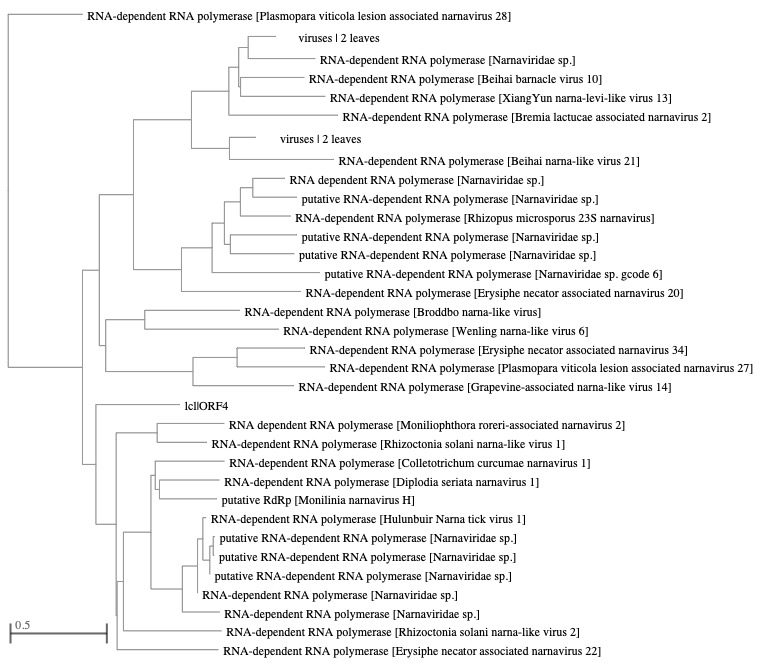 RNA-dependent RNA polymerase [Plasmopara viticola lesion associated narnavirus 28]
viruses | 2 leaves
RNA-dependent RNA polymerase [Narnaviridae sp.]
RNA-dependent RNA polymerase [Beihai barnacle virus 10]
RNA-dependent RNA polymerase [XiangYun narna-levi-like virus 13]
RNA-dependent RNA polymerase [Bremia lactucae associated narnavirus 2]
viruses | 2 leaves
RNA-dependent RNA polymerase [Beihai narna-like virus 21]
RNA dependent RNA polymerase [Narnaviridae sp.]
putative RNA-dependent RNA polymerase [Narnaviridae sp.]
RNA-dependent RNA polymerase [Rhizopus microsporus 23S narnavirus]
putative RNA-dependent RNA polymerase [Narnaviridae sp.]
putative RNA-dependent RNA polymerase [Narnaviridae sp.]
putative RNA-dependent RNA polymerase [Narnaviridae sp. gcode 6]
RNA-dependent RNA polymerase [Erysiphe necator associated narnavirus 20]
RNA-dependent RNA polymerase [Broddbo narna-like virus]
RNA-dependent RNA polymerase [Wenling narna-like virus 6]
RNA-dependent RNA polymerase [Erysiphe necator associated narnavirus 34]
RNA-dependent RNA polymerase [Plasmopara viticola lesion associated narnavirus 27]
RNA-dependent RNA polymerase [Grapevine-associated narna-like virus 14]
lcl|ORF4
RNA dependent RNA polymerase [Moniliophthora roreri-associated narnavirus 2]
RNA-dependent RNA polymerase [Rhizoctonia solani narna-like virus 1]
RNA-dependent RNA polymerase [Colletotrichum curcumae narnavirus 1]
RNA-dependent RNA polymerase [Diplodia seriata narnavirus 1]
putative RdRp [Monilinia narnavirus H]
RNA-dependent RNA polymerase [Hulunbuir Narna tick virus 1]
putative RNA-dependent RNA polymerase [Narnaviridae sp.]
putative RNA-dependent RNA polymerase [Narnaviridae sp.]
putative RNA-dependent RNA polymerase [Narnaviridae sp.]
RNA-dependent RNA polymerase [Narnaviridae sp.]
RNA-dependent RNA polymerase [Narnaviridae sp.]
0.5
RNA-dependent RNA polymerase [Rhizoctonia solani narna-like virus 2]
RNA-dependent RNA polymerase [Erysiphe necator associated narnavirus 22]